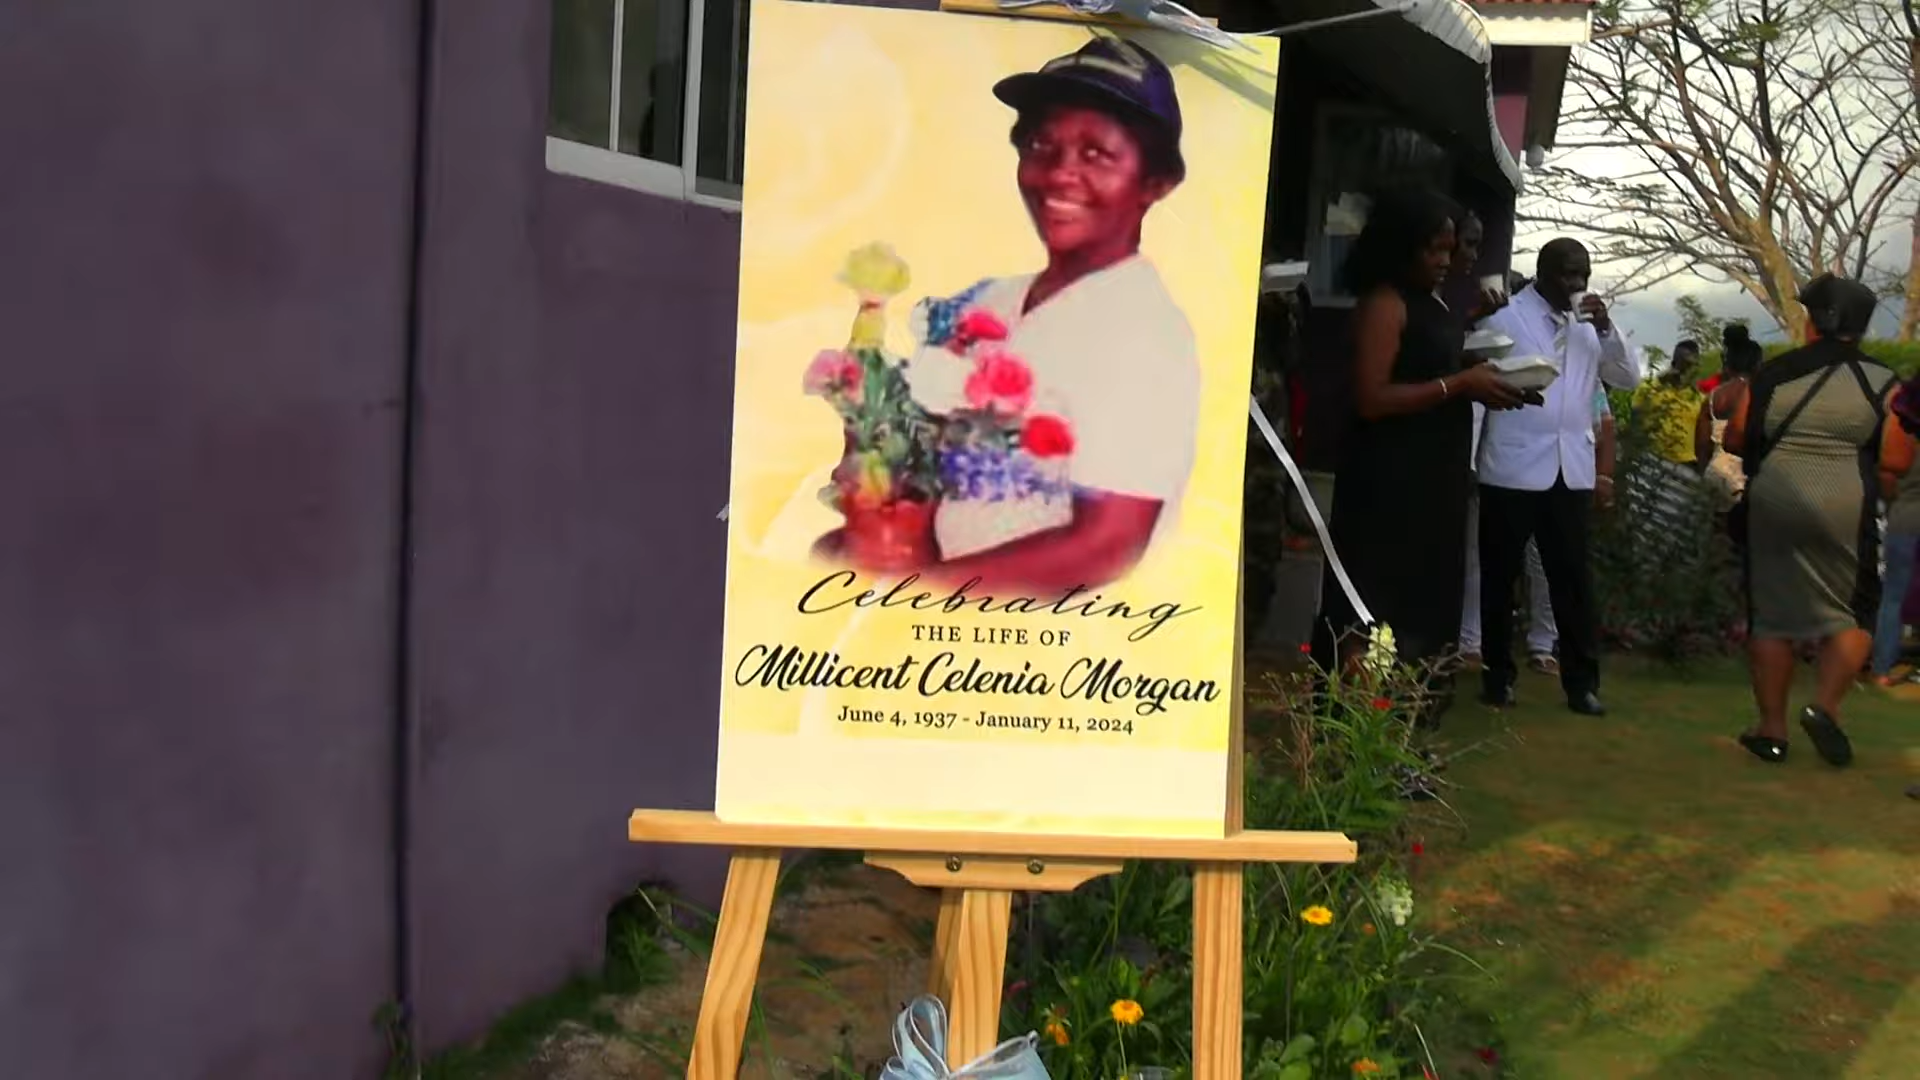 Celebrating
THE LIFE OF
Millicent Celenia Morgan
June 4, 1937 - January 11, 2024